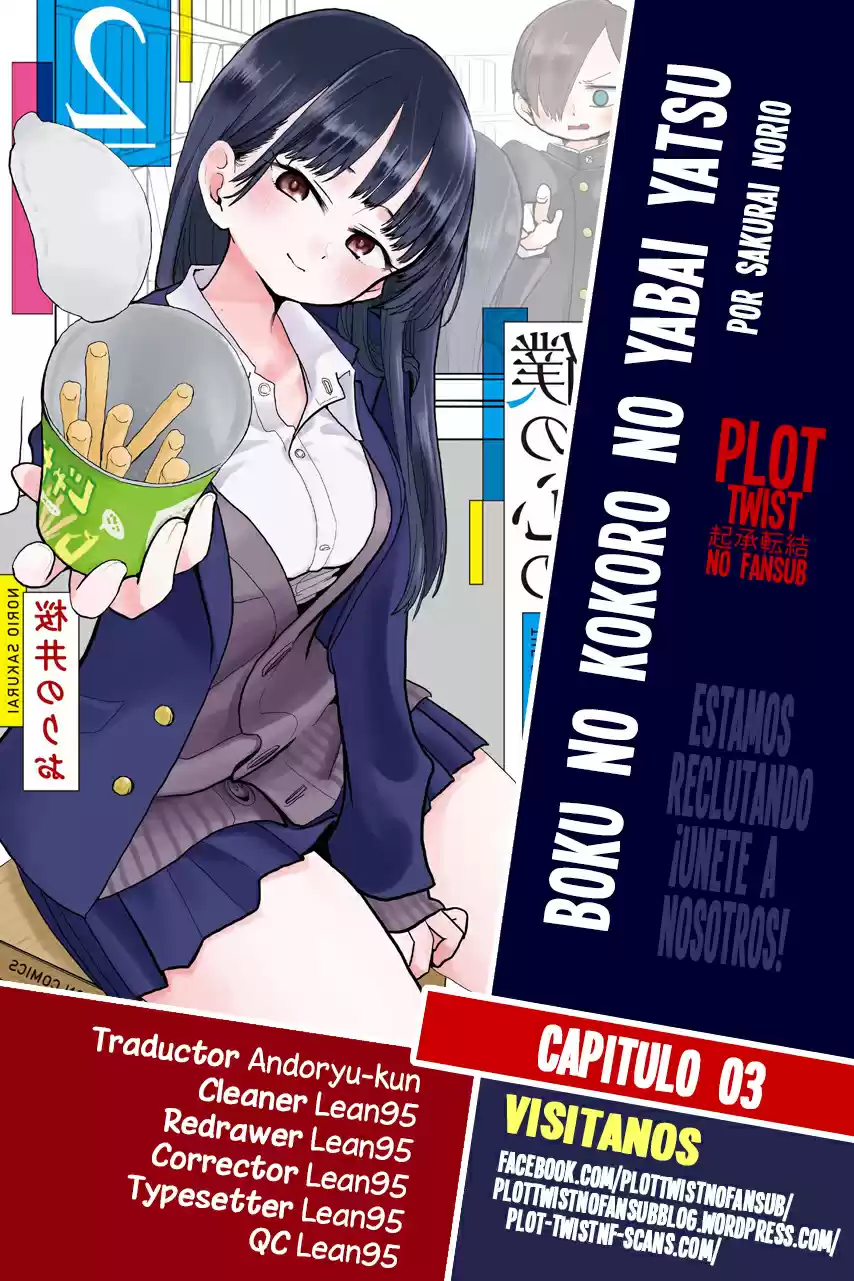 2
BOKU NO KOKORO NO YABAI YATSU
POR SAKURAI NORIO
僕の心の
PLOT
TWIST
起承転結
NO FANSUB
桜井のりお
NORIO SAKURAI
ESTAMOS
RECLUTANDO
¡UNETE A
NOSOTROS!
CAPITULO 03
Traductor Andoryu-kun
Cleaner Lean95
Redrawer Lean95
Corrector Lean95
Typesetter Lean95
QC Lean95
VISITANOS
FACEBOOK.COM/PLOTTWISTNOFANSUB/
PLOTTWISTNOFANSUBBLOG.WORDPRESS.COM/
PLOT-TWISTNF-SCANS.COM/